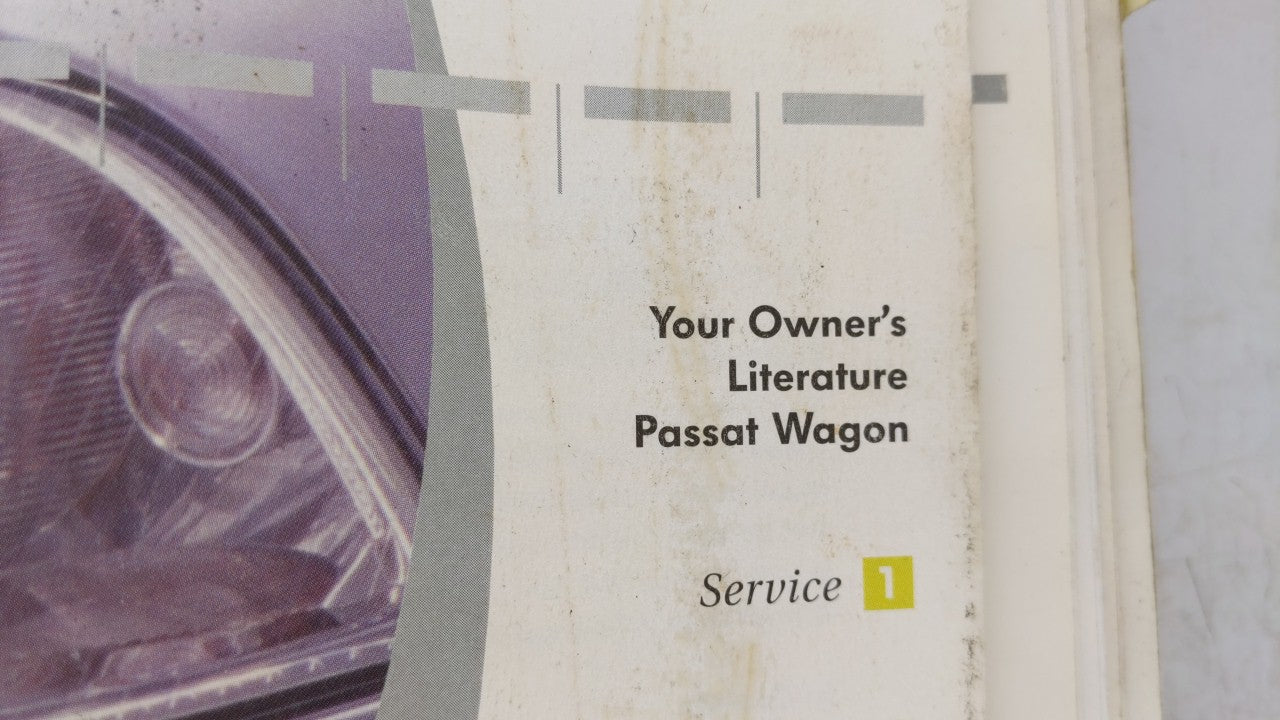 Your Owner's
Literature
Passat Wagon
Service 1